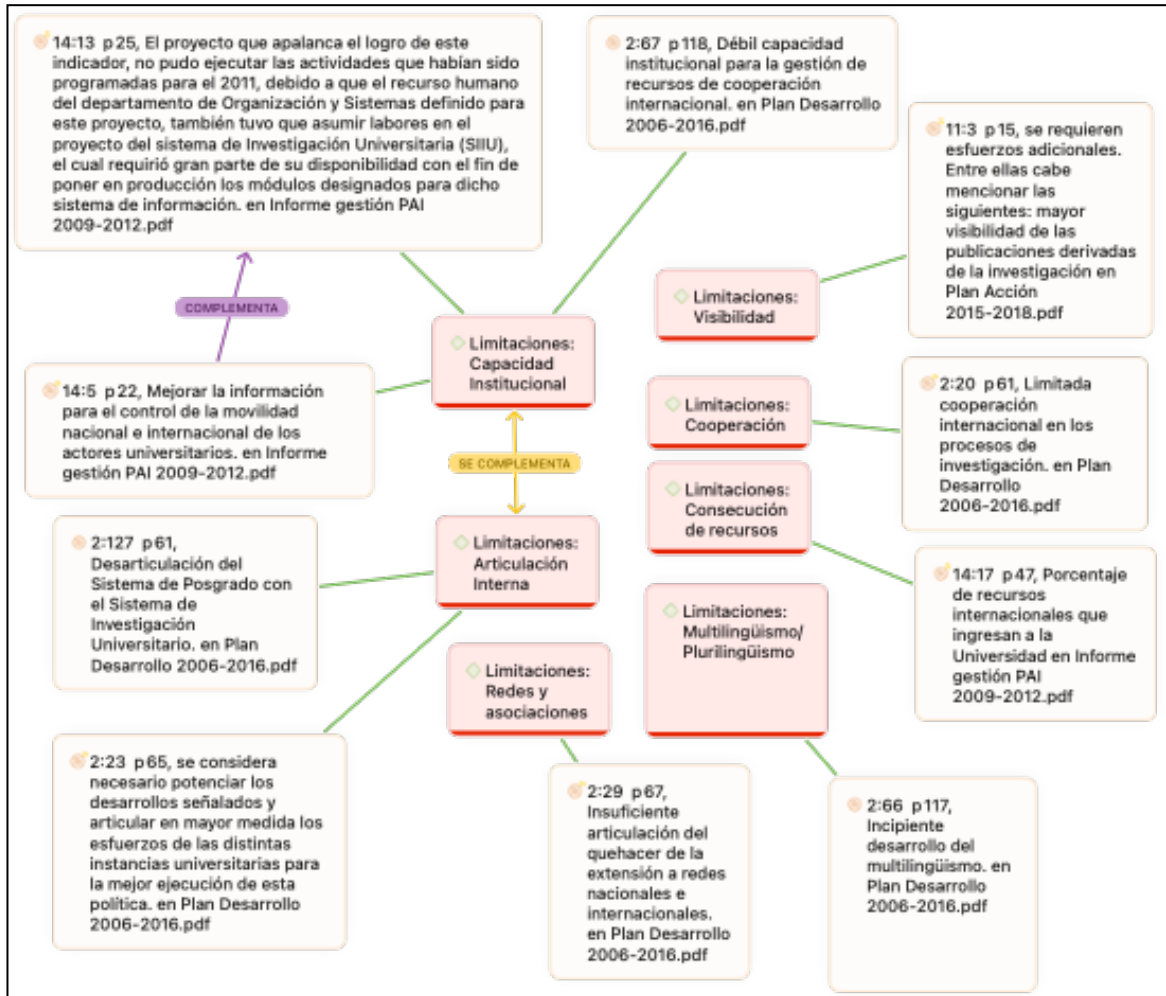 14:13 p 25, El proyecto que apalanca el logro de este
indicador, no pudo ejecutar las actividades que habían sido
programadas para el 2011, debido a que el recurso humano
del departamento de Organización y Sistemas definido para
este proyecto, también tuvo que asumir labores en el
proyecto del sistema de Investigación Universitaria (SIIU),
el cual requirió gran parte de su disponibilidad con el fin de
poner en producción los módulos designados para dicho
sistema de información. en Informe gestión PAI
2009-2012.pdf
2:67 p 118, Débil capacidad
institucional para la gestión de
recursos de cooperación
internacional. en Plan Desarrollo
2006-2016.pdf
11:3 p 15, se requieren
esfuerzos adicionales.
Entre ellas cabe
mencionar las
siguientes: mayor
visibilidad de las
publicaciones derivadas
de la investigación en
Plan Acción
2015-2018.pdf
COMPLEMENTA
Limitaciones:
Visibilidad
Limitaciones:
Capacidad
Institucional
14:5 p 22, Mejorar la información
para el control de la movilidad
nacional e internacional de los
actores universitarios. en Informe
gestión PAI 2009-2012.pdf
Limitaciones:
Cooperación
2:20 p 61, Limitada
cooperación
internacional en los
procesos de
investigación. en Plan
Desarrollo
2006-2016.pdf
SE COMPLEMENTA
Limitaciones:
Consecución
de recursos
2:127 p 61,
Desarticulación del
Sistema de Posgrado con
el Sistema de
Investigación
Universitario. en Plan
Desarrollo 2006-2016.pdf
Limitaciones:
Articulación
Interna
14:17 p 47, Porcentaje
de recursos
internacionales que
ingresan a la
Universidad en Informe
gestión PAI
2009-2012.pdf
Limitaciones:
Multilingüismo/
Plurilingüismo
Limitaciones:
Redes y
asociaciones
2:23 p 65, se considera
necesario potenciar los
desarrollos señalados y
articular en mayor medida los
esfuerzos de las distintas
instancias universitarias para
la mejor ejecución de esta
política. en Plan Desarrollo
2006-2016.pdf
2:29 p 67,
Insuficiente
articulación del
quehacer de la
extensión a redes
nacionales e
internacionales.
en Plan Desarrollo
2006-2016.pdf
2:66 p 117,
Incipiente
desarrollo del
multilingüismo. en
Plan Desarrollo
2006-2016.pdf